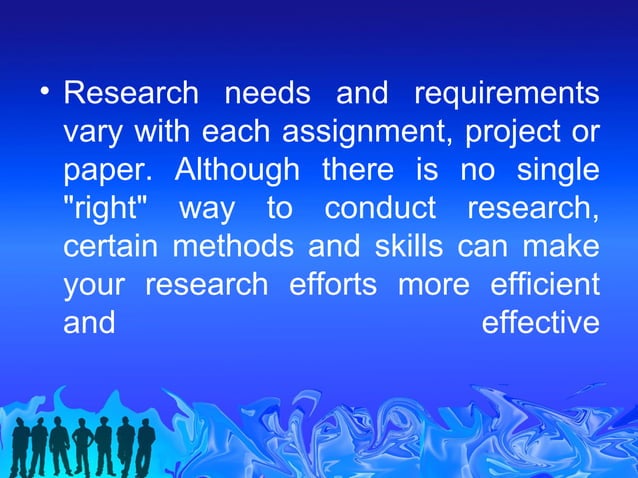 • Research needs and requirements
vary with each assignment, project or
paper. Although there is no single
"right" way to conduct research,
certain methods and skills can make
your research efforts more efficient
and effective